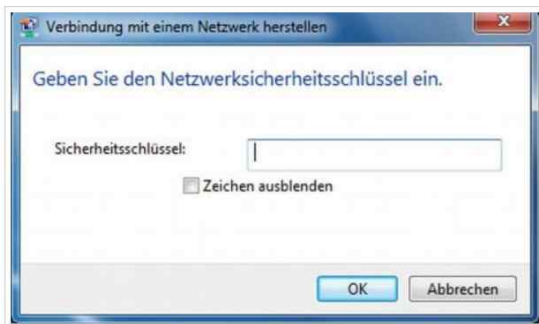 Verbindung mit einem Netzwerk herstellen
Geben Sie den Netzwerksicherheitsschlüssel ein.
Sicherheitsschlüssel:
Zeichen ausblenden
OK Abbrechen